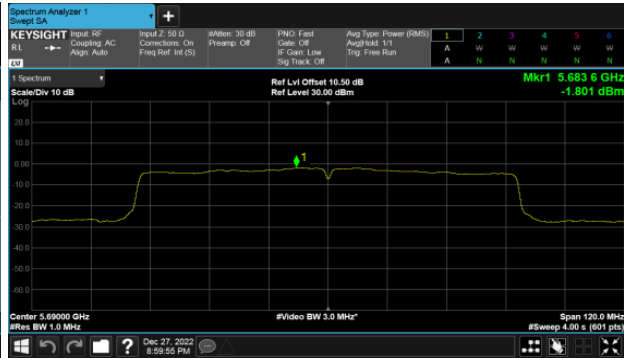 Spectrum Analyzer 1
Swept SA
+
KEYSIGHT Input: RF Input Z: 50 Ω #Atten: 30 dB PNO: Fast Avg Type: Power (RMS) 1 2 3 4 5 6
RL Coupling: AC Corrections: On Preamp: Off Gate: Off Avg|Hold: 1/1 A W W W W W
Align: Auto Freq Ref: Int (S) IF Gain: Low Trig: Free Run
LXI Sig Track: Off A N N N N N
1 Spectrum Ref Lvl Offset 10.50 dB Mkr1 5.683 6 GHz
Scale/Div 10 dB Ref Level 30.00 dBm -1.801 dBm
Log
20.0
10.0
1
0.00
-10.0
-20.0
-30.0
-40.0
-50.0
-60.0
Center 5.69000 GHz #Video BW 3.0 MHz* Span 120.0 MHz
#Res BW 1.0 MHz #Sweep 4.00 s (601 pts)
? Dec 27, 2022
8:59:55 PM